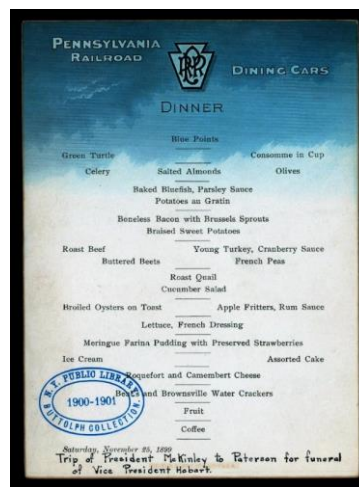 PENNSYLVANIA
RAILROAD
PRR
DINING CARS
DINNER
Blue Points
Green Turtle Consomme in Cup
Celery Salted Almonds Olives
Baked Bluefish, Parsley Sauce
Potatoes au Gratin
Boneless Bacon with Brussels Sprouts
Braised Sweet Potatoes
Roast Beef Young Turkey, Cranberry Sauce
Buttered Beets French Peas
Roast Quail
Cucumber Salad
Broiled Oysters on Toast Apple Fritters, Rum Sauce
Lettuce, French Dressing
Meringue Farina Pudding with Preserved Strawberries
Ice Cream Assorted Cake
Roquefort and Camembert Cheese
and Brownsville Water Crackers
Fruit
Coffee
N.Y. PUBLIC LIBRARY
1900-1901
BUTTOLPH COLLECTION
Saturday, November 25, 1899
Trip of President McKinley to Paterson for funeral
of Vice President Hobart.